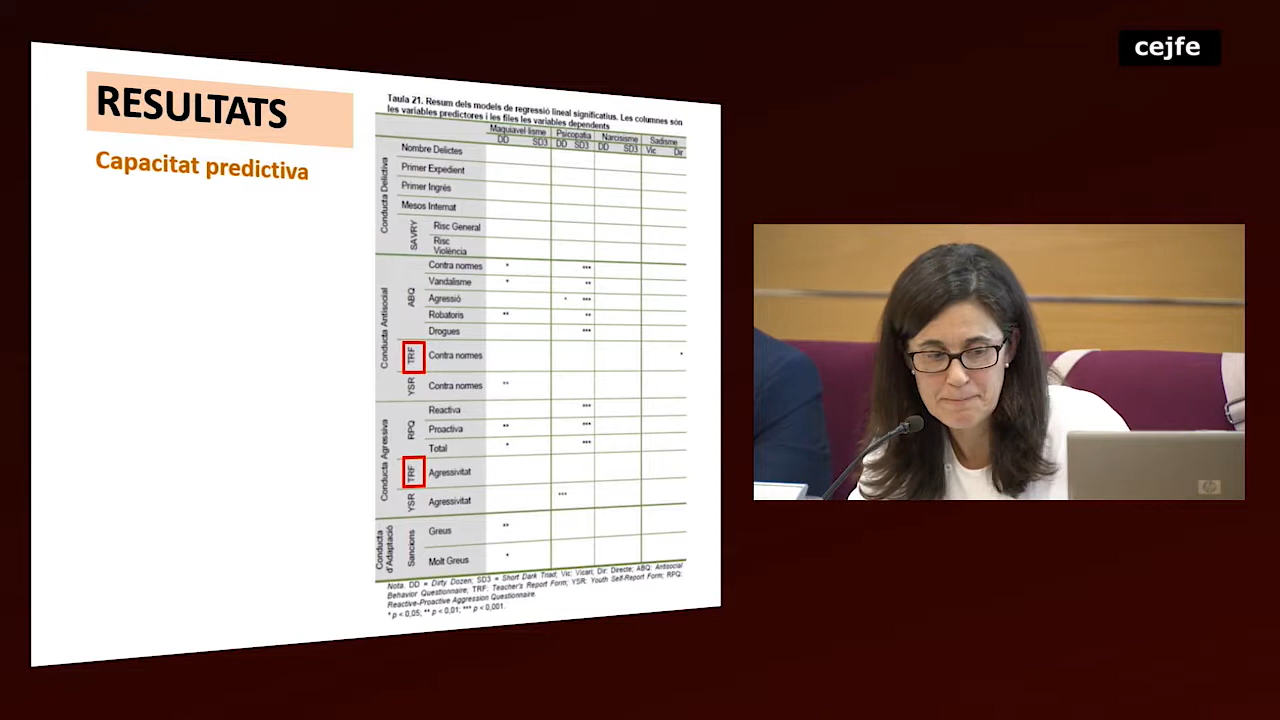 cejfe
RESULTATS
Capacitat predictiva
Taula 21. Resum dels models de regressió lineal significatius. Les columnes són
les variables predictores i les files les variables dependents
Maquiavel·lisme Psicopatia Narcisisme Sadisme
DD SD3 DD SD3 DD SD3 Vic Dir
Conducta Delictiva
Nombre Delictes
Primer Expedient
Primer Ingrés
Mesos Internat
SAVRY
Risc General
Risc
Violència
Conducta Antisocial
ABQ
Contra normes * ***
Vandalisme * **
Agressió * ***
Robatoris ** **
Drogues ***
TRF
Contra normes *
YSR
Contra normes **
Conducta Agressiva
RPQ
Reactiva ***
Proactiva ** ***
Total * ***
TRF
Agressivitat
YSR
Agressivitat ***
Conducta
d'Adaptació
Sancions
Greus **
Molt Greus *
Nota. DD = Dirty Dozen; SD3 = Short Dark Triad; Vic: Vicari; Dir: Directe; ABQ: Antisocial
Behavior Questionnaire; TRF: Teacher's Report Form; YSR: Youth Self-Report Form; RPQ:
Reactive-Proactive Aggression Questionnaire.
* p < 0,05; ** p < 0,01; *** p < 0,001.
hp